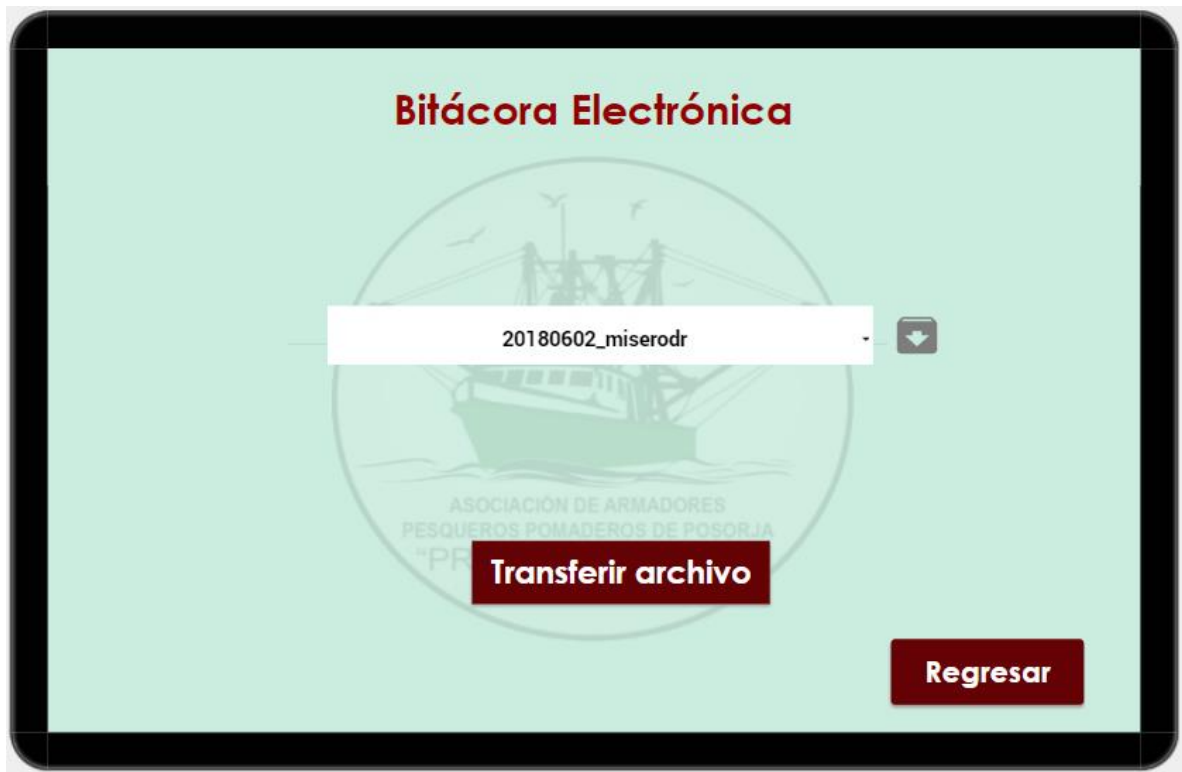 Bitácora Electrónica
20180602_miserodr
ASOCIACIÓN DE ARMADORES
PESQUEROS POMADEROS DE POSORJA
Transferir archivo
Regresar